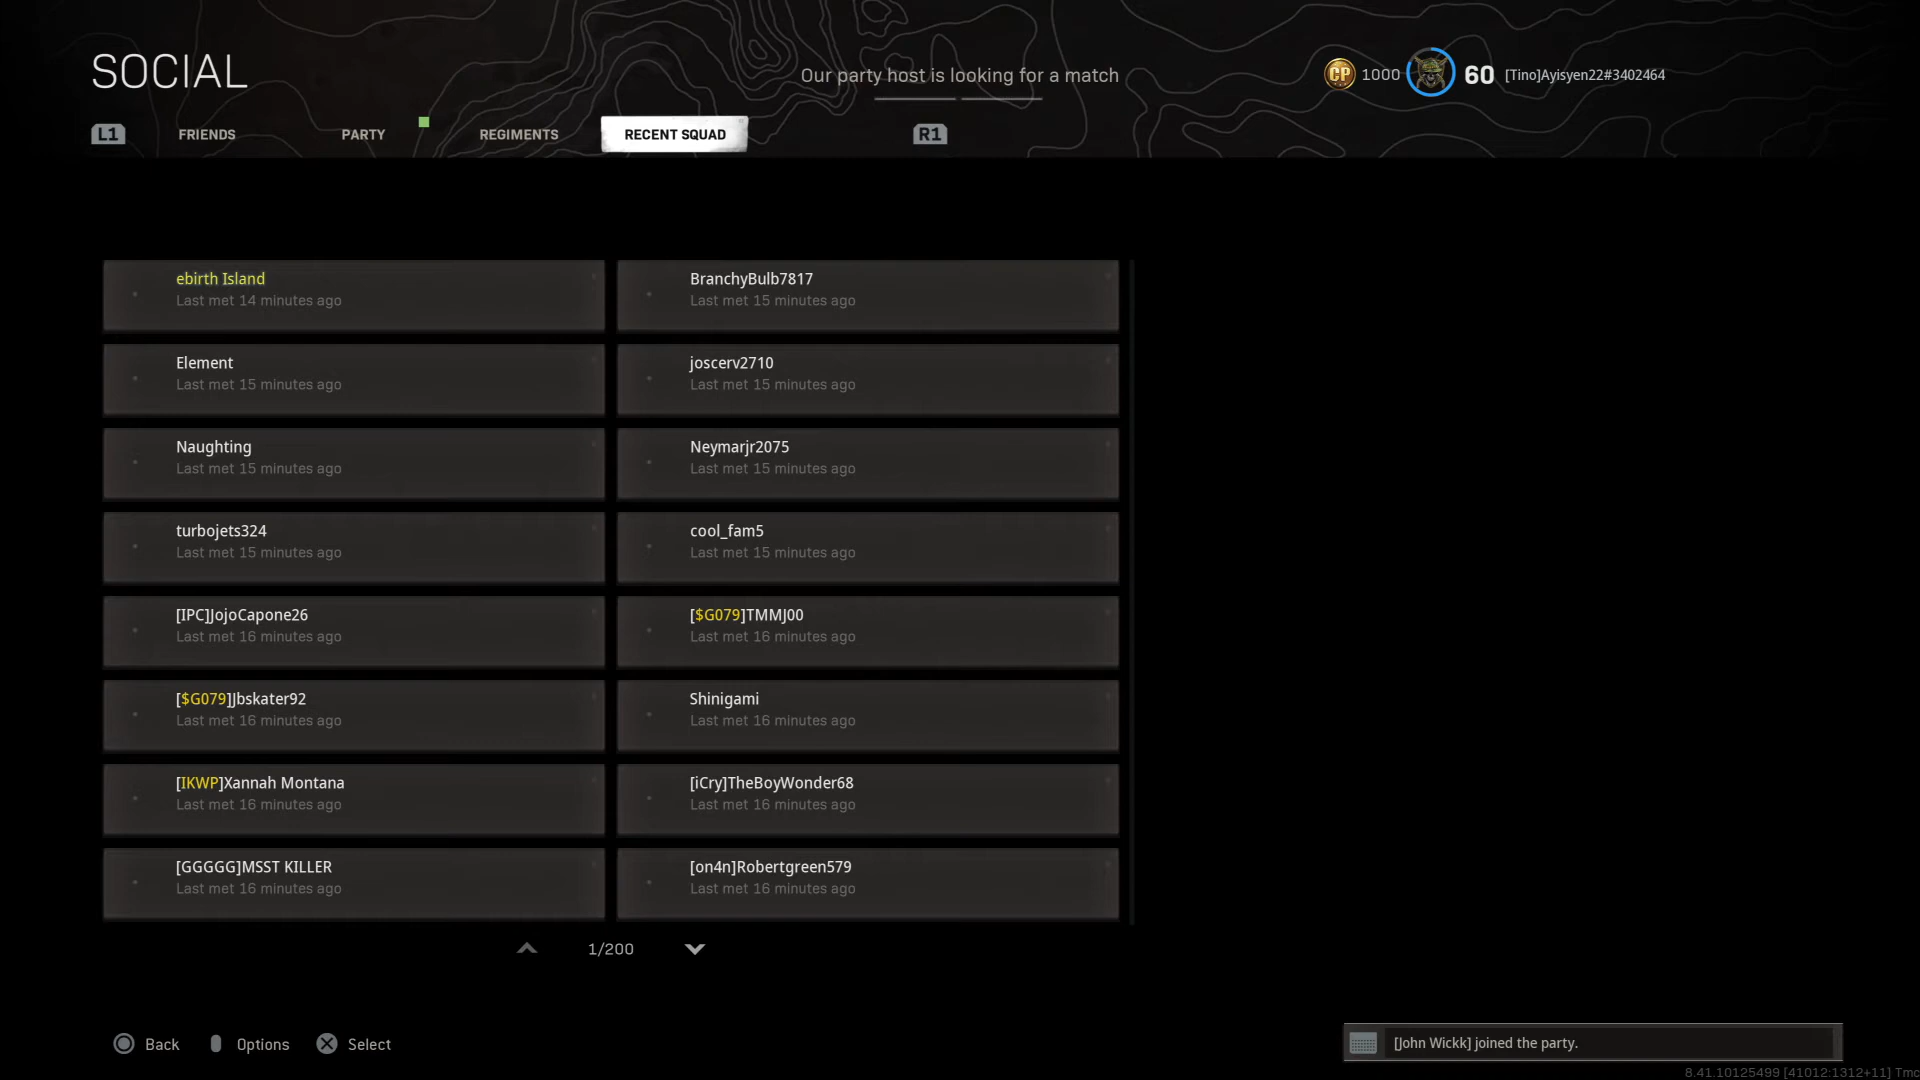 SOCIAL
Our party host is looking for a match
CP 1000 60 [Tino]Ayisyen22#3402464
L1 FRIENDS PARTY REGIMENTS RECENT SQUAD R1
ebirth Island
Last met 14 minutes ago
BranchyBulb7817
Last met 15 minutes ago
Element
Last met 15 minutes ago
joscerv2710
Last met 15 minutes ago
Naughting
Last met 15 minutes ago
Neymarjr2075
Last met 15 minutes ago
turbojets324
Last met 15 minutes ago
cool_fam5
Last met 15 minutes ago
[IPC]JojoCapone26
Last met 16 minutes ago
[$G079]TMMJ00
Last met 16 minutes ago
[$G079]Jbskater92
Last met 16 minutes ago
Shinigami
Last met 16 minutes ago
[IKWP]Xannah Montana
Last met 16 minutes ago
[iCry]TheBoyWonder68
Last met 16 minutes ago
[GGGGG]MSST KILLER
Last met 16 minutes ago
[on4n]Robertgreen579
Last met 16 minutes ago
1/200
Back Options Select
[John Wickk] joined the party.
8.41.10125499 [41012:1312+11] Tmc